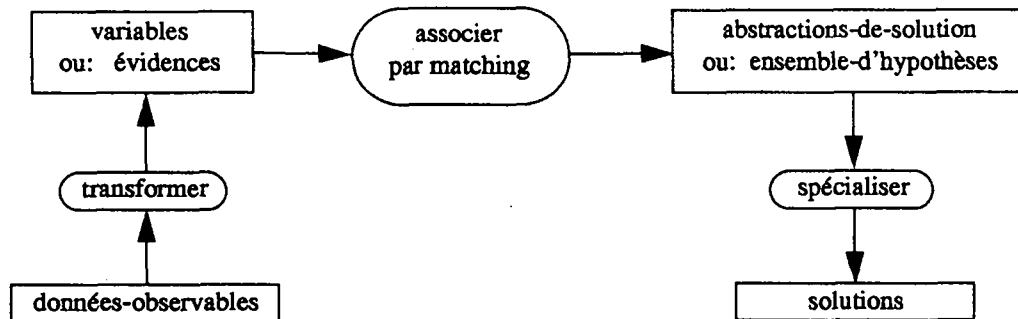 variables
ou: évidences
associer
par matching
abstractions-de-solution
ou: ensemble-d'hypothèses
transformer
spécialiser
données-observables
solutions